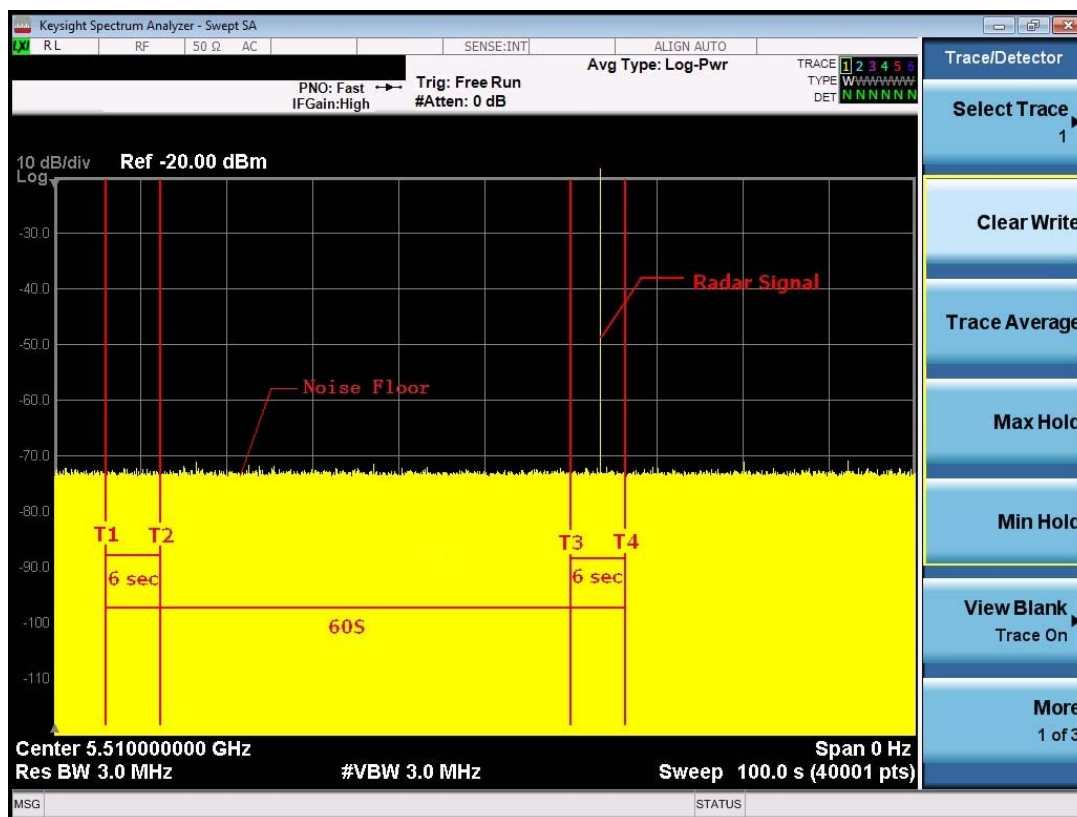 Keysight Spectrum Analyzer - Swept SA
LXI RL RF 50 Ω AC SENSE:INT ALIGN AUTO
Avg Type: Log-Pwr
PNO: Fast
IFGain:High
Trig: Free Run
#Atten: 0 dB
TRACE 1 2 3 4 5 6
TYPE WWWWWW
DET N N N N N N
10 dB/div
Log
Ref -20.00 dBm
-30.0
-40.0
-50.0
-60.0
-70.0
-80.0
-90.0
-100
-110
Radar Signal
Noise Floor
T1 T2
6 sec
T3 T4
6 sec
60S
Center 5.510000000 GHz
Span 0 Hz
Res BW 3.0 MHz
#VBW 3.0 MHz
Sweep 100.0 s (40001 pts)
MSG
STATUS
Trace/Detector
Select Trace
1
Clear Write
Trace Average
Max Hold
Min Hold
View Blank
Trace On
More
1 of 3